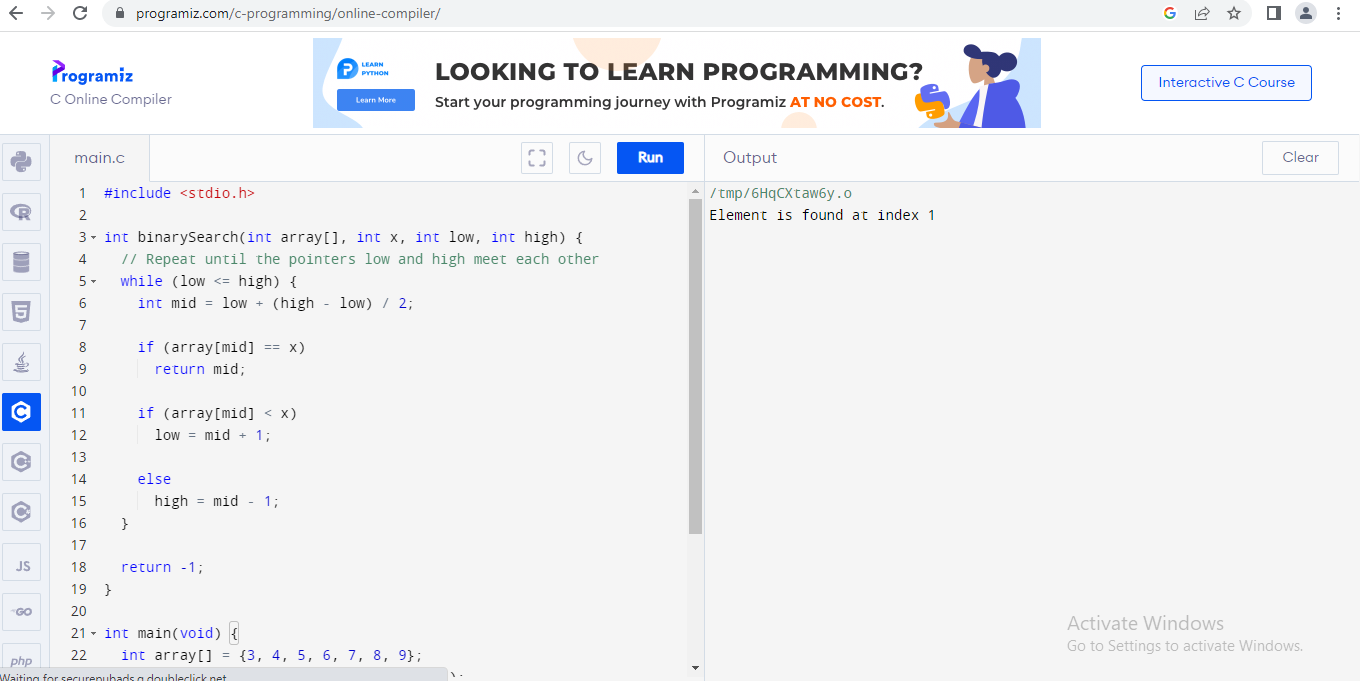 programiz.com/c-programming/online-compiler/
Programiz
C Online Compiler
LEARN
PYTHON
Learn More
LOOKING TO LEARN PROGRAMMING?
Start your programming journey with Programiz AT NO COST.
Interactive C Course
main.c
Run
Output
Clear
1 #include <stdio.h>
2
3 int binarySearch(int array[], int x, int low, int high) {
4 // Repeat until the pointers low and high meet each other
5 while (low <= high) {
6 int mid = low + (high - low) / 2;
7
8 if (array[mid] == x)
9 return mid;
10
11 if (array[mid] < x)
12 low = mid + 1;
13
14 else
15 high = mid - 1;
16 }
17
18 return -1;
19 }
20
21 int main(void) {
22 int array[] = {3, 4, 5, 6, 7, 8, 9};
/tmp/6HqCXtaw6y.o
Element is found at index 1
JS
GO
php
Activate Windows
Go to Settings to activate Windows.
Waiting for securepubads.g.doubleclick.net